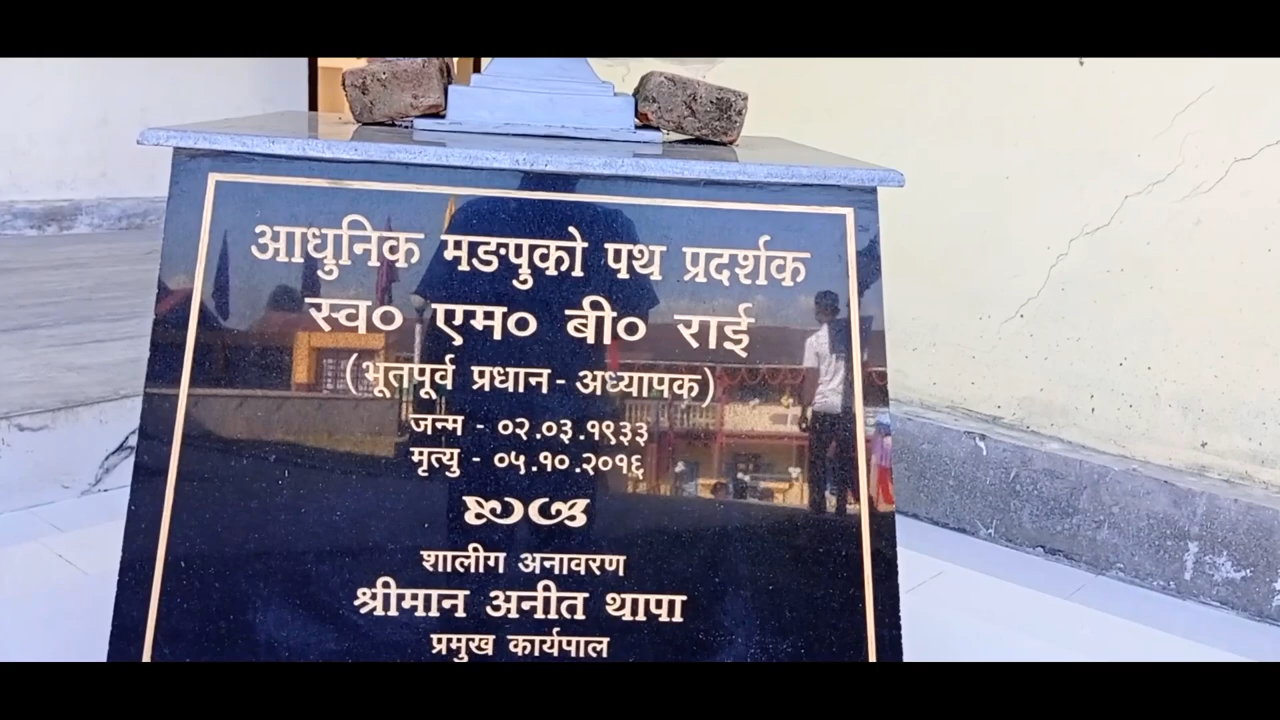 आधुनिक मङपुको पथ प्रदर्शक
स्व० एम० बी० राई
(भूतपूर्व प्रधान - अध्यापक)
जन्म - ०२.०३.१९३३
मृत्यु - ०५.१०.२०१६
शालीग अनावरण
श्रीमान अनीत थापा
प्रमुख कार्यपाल